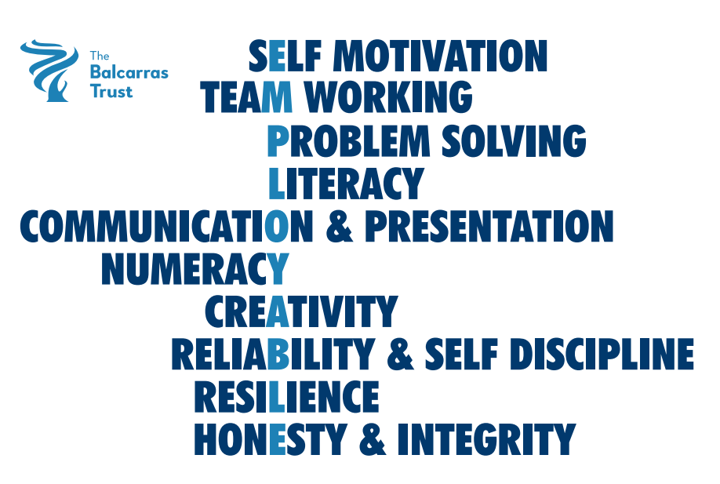 The
Balcarras
Trust
SELF MOTIVATION
TEAM WORKING
PROBLEM SOLVING
LITERACY
COMMUNICATION & PRESENTATION
NUMERACY
CREATIVITY
RELIABILITY & SELF DISCIPLINE
RESILIENCE
HONESTY & INTEGRITY